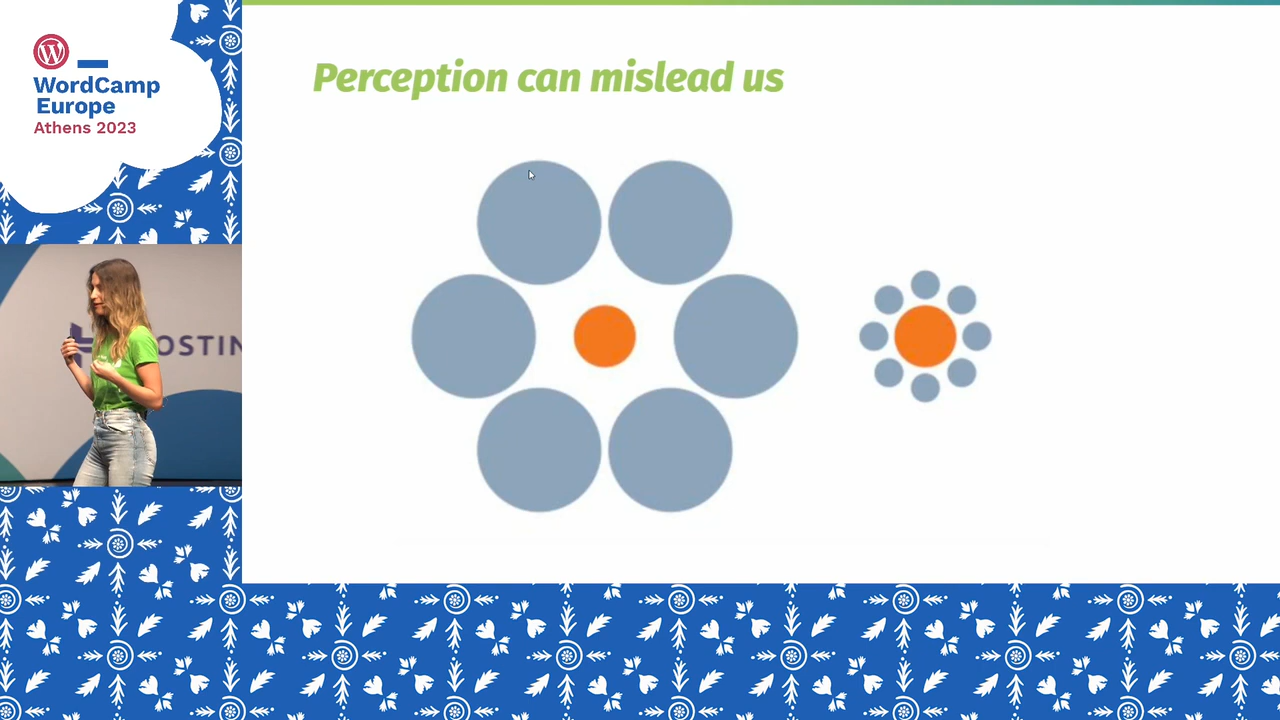 WordCamp
Europe
Athens 2023
Perception can mislead us
OSTIN